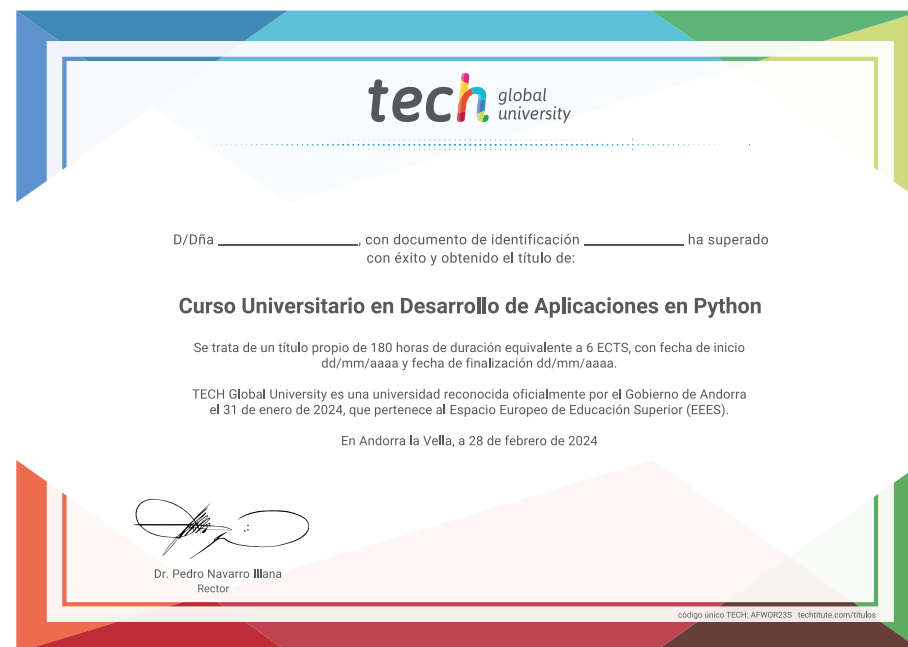 tech global university
D/Dña ______________, con documento de identificación __________ ha superado
con éxito y obtenido el título de:
Curso Universitario en Desarrollo de Aplicaciones en Python
Se trata de un título propio de 180 horas de duración equivalente a 6 ECTS, con fecha de inicio
dd/mm/aaaa y fecha de finalización dd/mm/aaaa.
TECH Global University es una universidad reconocida oficialmente por el Gobierno de Andorra
el 31 de enero de 2024, que pertenece al Espacio Europeo de Educación Superior (EEES).
En Andorra la Vella, a 28 de febrero de 2024
Dr. Pedro Navarro Illana
Rector
código único TECH: AFWOR23S techtitute.com/titulos